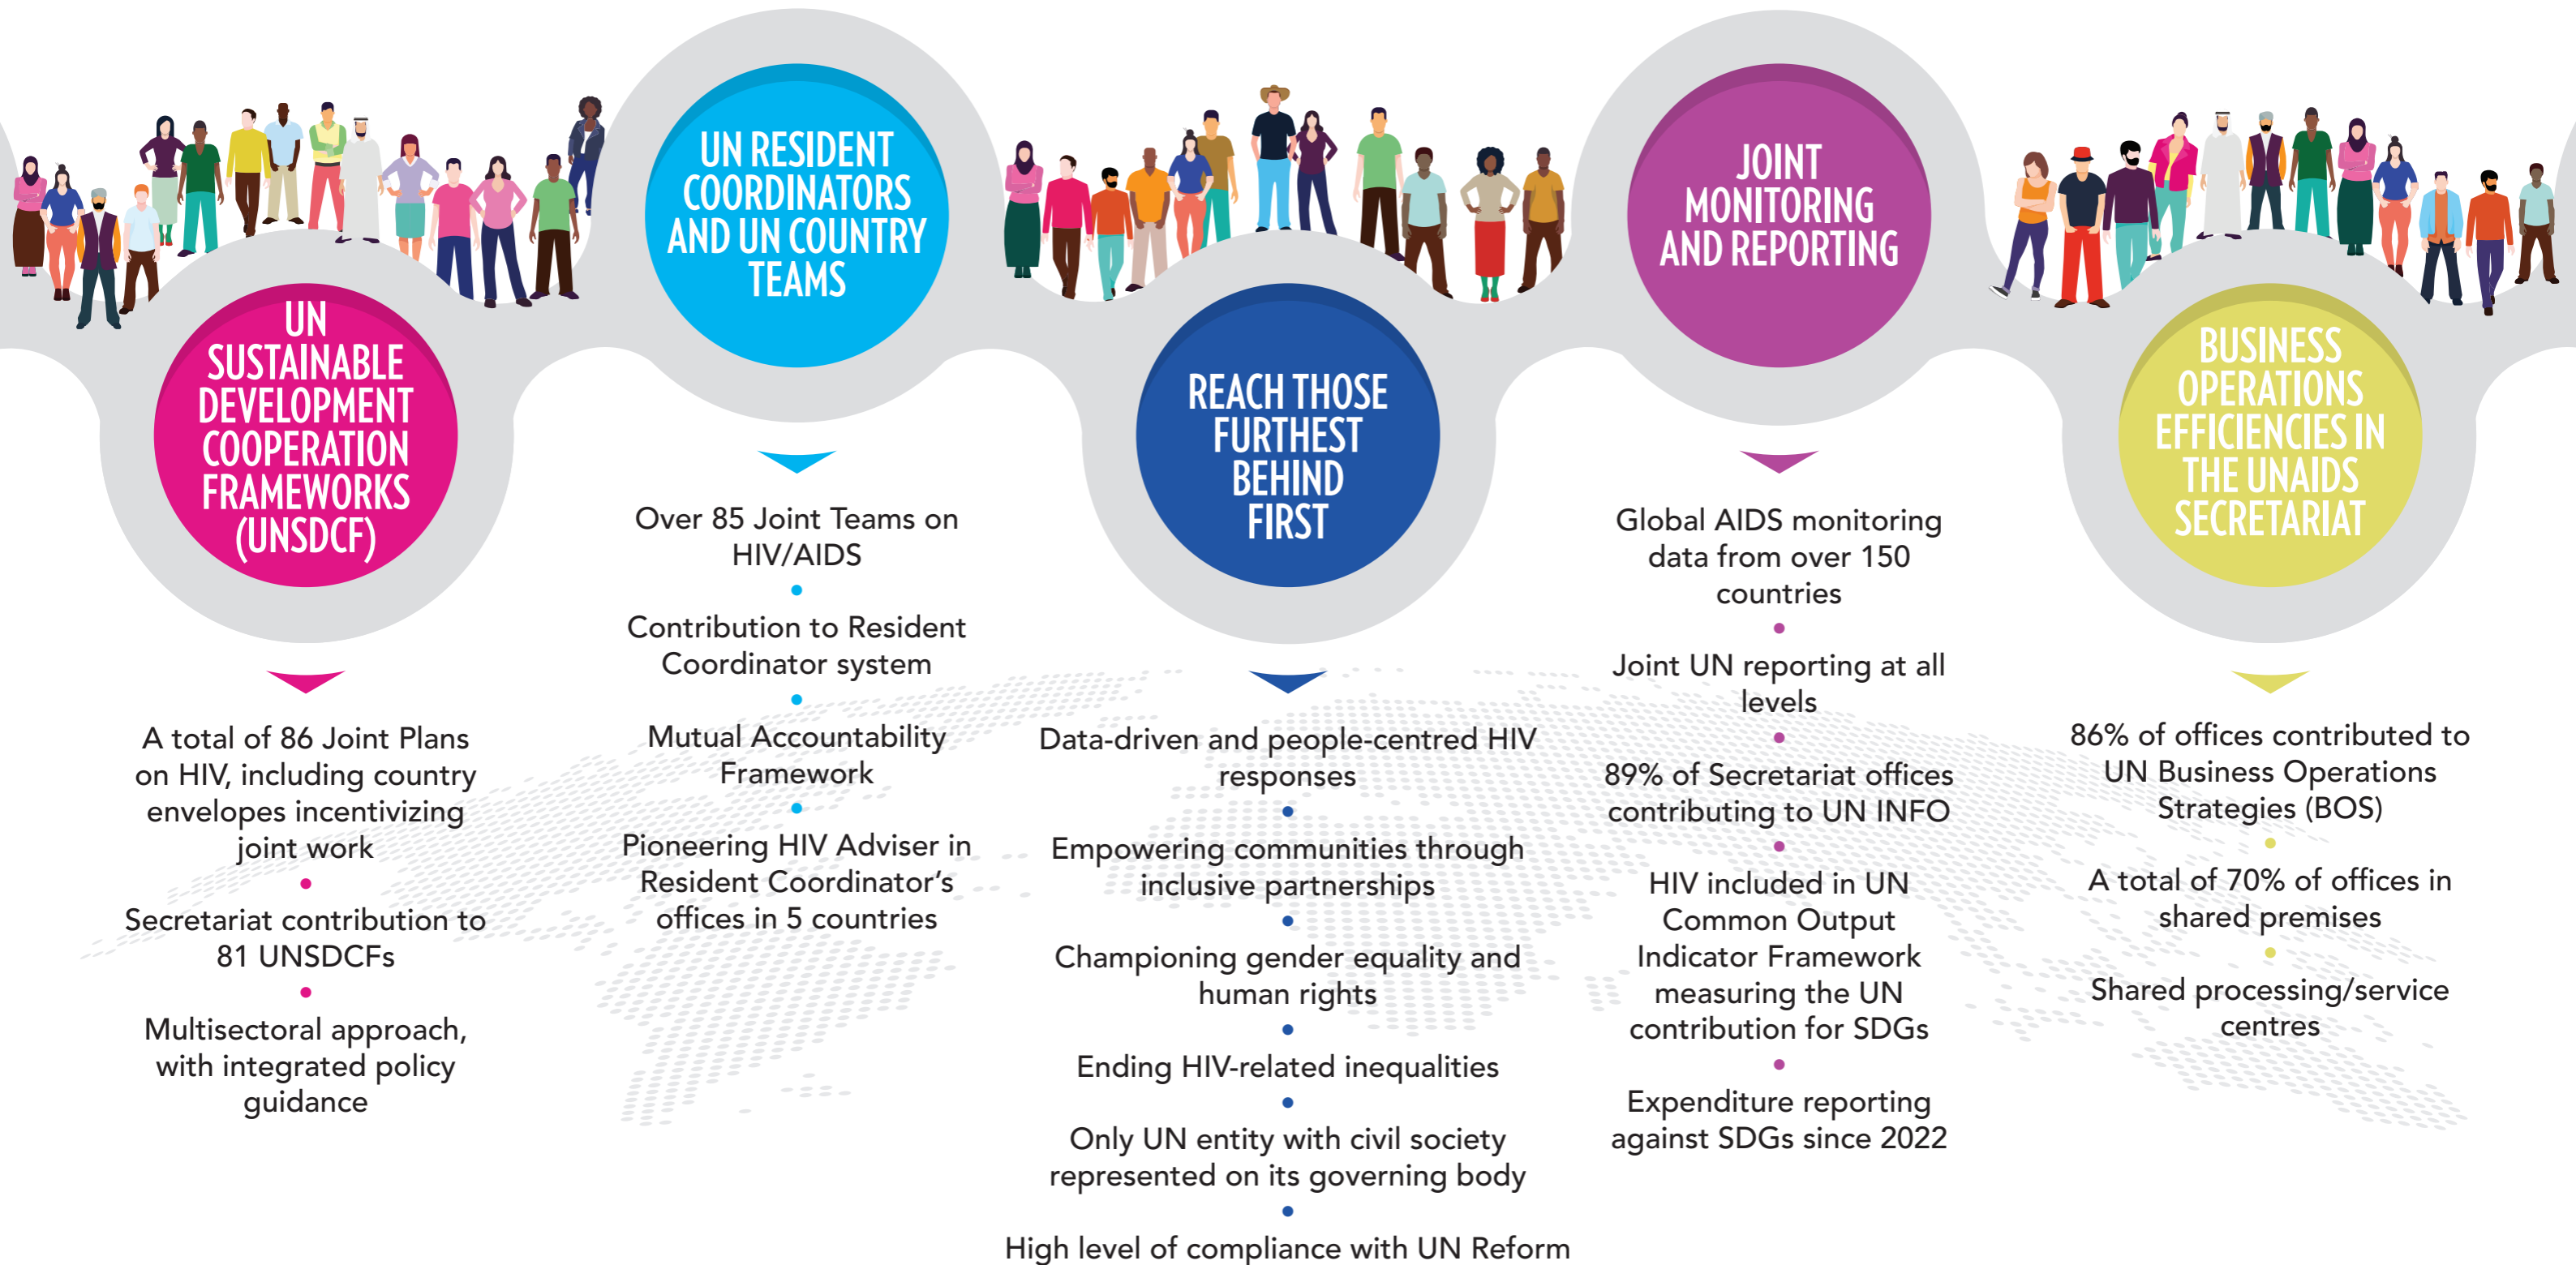 UN
SUSTAINABLE
DEVELOPMENT
COOPERATION
FRAMEWORKS
(UNSDCF)
A total of 86 Joint Plans
on HIV, including country
envelopes incentivizing
joint work
•
Secretariat contribution to
81 UNSDCFs
•
Multisectoral approach,
with integrated policy
guidance
UN RESIDENT
COORDINATORS
AND UN COUNTRY
TEAMS
Over 85 Joint Teams on
HIV/AIDS
•
Contribution to Resident
Coordinator system
•
Mutual Accountability
Framework
•
Pioneering HIV Adviser in
Resident Coordinator’s
offices in 5 countries
REACH THOSE
FURTHEST
BEHIND
FIRST
Data-driven and people-centred HIV
responses
•
Empowering communities through
inclusive partnerships
•
Championing gender equality and
human rights
•
Ending HIV-related inequalities
•
Only UN entity with civil society
represented on its governing body
•
High level of compliance with UN Reform
JOINT
MONITORING
AND REPORTING
Global AIDS monitoring
data from over 150
countries
•
Joint UN reporting at all
levels
•
89% of Secretariat offices
contributing to UN INFO
•
HIV included in UN
Common Output
Indicator Framework
measuring the UN
contribution for SDGs
•
Expenditure reporting
against SDGs since 2022
BUSINESS
OPERATIONS
EFFICIENCIES IN
THE UNAIDS
SECRETARIAT
86% of offices contributed to
UN Business Operations
Strategies (BOS)
•
A total of 70% of offices in
shared premises
•
Shared processing/service
centres